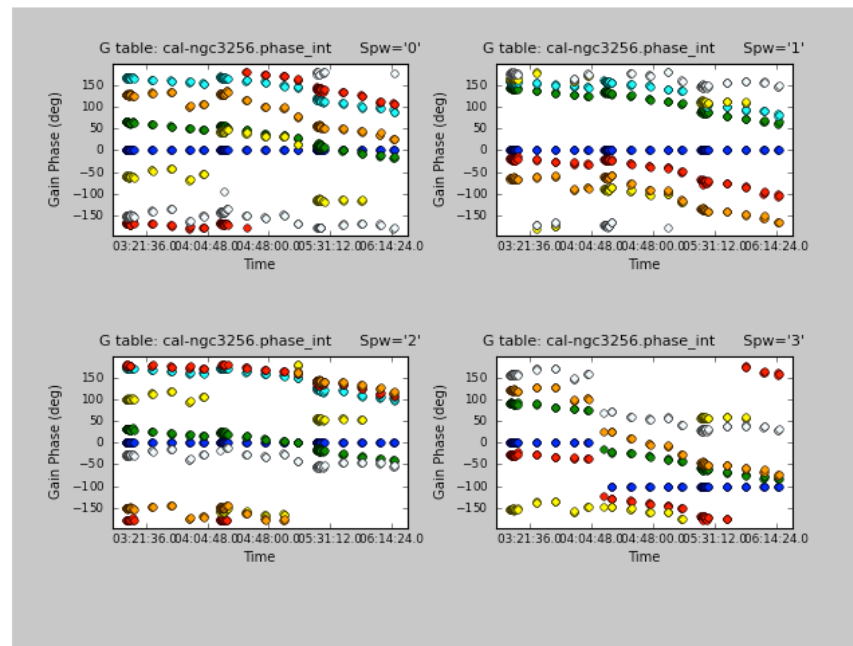 G table: cal-ngc3256.phase_int Spw='0'
Gain Phase (deg)
150
100
50
0
−50
−100
−150
03:21:36.0 04:04:48.0 04:48:00.0 05:31:12.0 06:14:24.0
Time
G table: cal-ngc3256.phase_int Spw='1'
Gain Phase (deg)
150
100
50
0
−50
−100
−150
03:21:36.0 04:04:48.0 04:48:00.0 05:31:12.0 06:14:24.0
Time
G table: cal-ngc3256.phase_int Spw='2'
Gain Phase (deg)
150
100
50
0
−50
−100
−150
03:21:36.0 04:04:48.0 04:48:00.0 05:31:12.0 06:14:24.0
Time
G table: cal-ngc3256.phase_int Spw='3'
Gain Phase (deg)
150
100
50
0
−50
−100
−150
03:21:36.0 04:04:48.0 04:48:00.0 05:31:12.0 06:14:24.0
Time